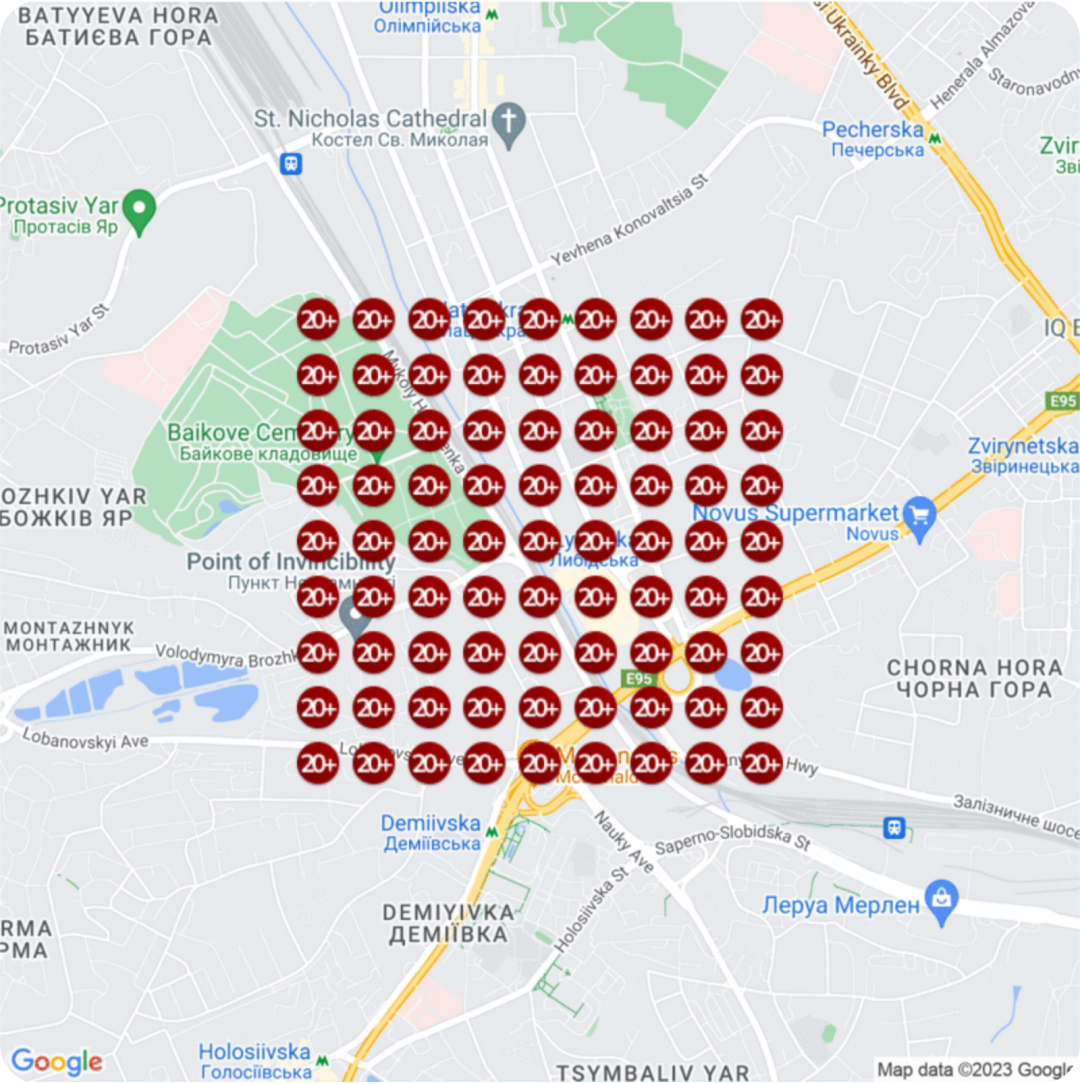 BATYYEVA HORA
БАТИЄВА ГОРА
Olimpiiska
Олімпійська
si Ukrainky Blvd
Henerala Almazova
Staronavodny
St. Nicholas Cathedral
Костел Св. Миколая
Pecherska
Печерська
Zvir
Зві
Protasiv Yar
Протасів Яр
Yevhena Konovaltsia St
Protasiv Yar St
20+ 20+ 20+ 20+ 20+ 20+ 20+ 20+ 20+
IQ B
20+ 20+ 20+ 20+ 20+ 20+ 20+ 20+ 20+
E95
20+ 20+ 20+ 20+ 20+ 20+ 20+ 20+ 20+
Байкове кладовище
Zvirynetska
Звіринецька
20+ 20+ 20+ 20+ 20+ 20+ 20+ 20+ 20+
OZHKIV YAR
БОЖКІВ ЯР
Novus Supermarket
Novus
20+ 20+ 20+ 20+ 20+ 20+ 20+ 20+ 20+
Либідська
Point of Invincibility
Пункт
20+ 20+ 20+ 20+ 20+ 20+ 20+ 20+ 20+
MONTAZHNYK
МОНТАЖНИК
Volodymyra Brozhk
20+ 20+ 20+ 20+ 20+ 20+ 20+ 20+ 20+
CHORNA HORA
ЧОРНА ГОРА
E95
20+ 20+ 20+ 20+ 20+ 20+ 20+ 20+ 20+
Lobanovskyi Ave
20+ 20+ 20+ 20+ 20+ 20+ 20+ 20+ 20+
Hwy
Залізничне шосе
Demiivska
Деміївська
Nauky Ave
Saperno-Slobidska St
Holosiivska St
DEMIYIVKA
ДЕМІЇВКА
Леруа Мерлен
RMA
РМА
Holosiivska
Голосіївська
TSYMBALIV YAR
Google
Map data ©2023 Google